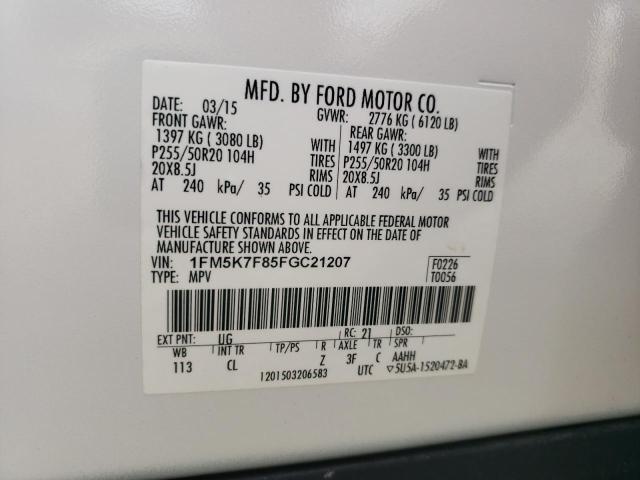 MFD. BY FORD MOTOR CO.
DATE: 03/15 GVWR: 2776 KG ( 6120 LB)
FRONT GAWR: REAR GAWR:
1397 KG ( 3080 LB) WITH 1497 KG ( 3300 LB) WITH
P255/50R20 104H TIRES P255/50R20 104H TIRES
20X8.5J RIMS 20X8.5J RIMS
AT 240 kPa/ 35 PSI COLD AT 240 kPa/ 35 PSI COLD
THIS VEHICLE CONFORMS TO ALL APPLICABLE FEDERAL MOTOR
VEHICLE SAFETY STANDARDS IN EFFECT ON THE DATE OF
MANUFACTURE SHOWN ABOVE.
VIN: 1FM5K7F85FGC21207 F0226
TYPE: MPV T0056
EXT PNT: UG RC: 21 DSO:
WB INT TR TP/PS R AXLE TR SPR
113 CL Z 3F C AAHH
1201503206583 UTC ▽5U5A-1520472-BA